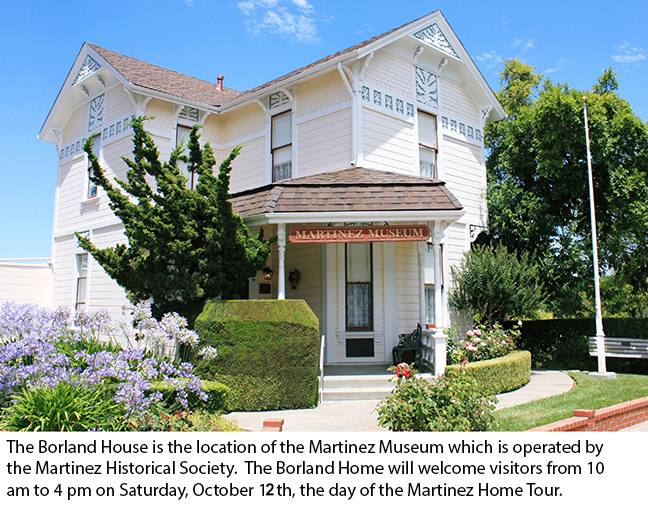 MARTINEZ MUSEUM
The Borland House is the location of the Martinez Museum which is operated by
the Martinez Historical Society. The Borland Home will welcome visitors from 10
am to 4 pm on Saturday, October 12th, the day of the Martinez Home Tour.